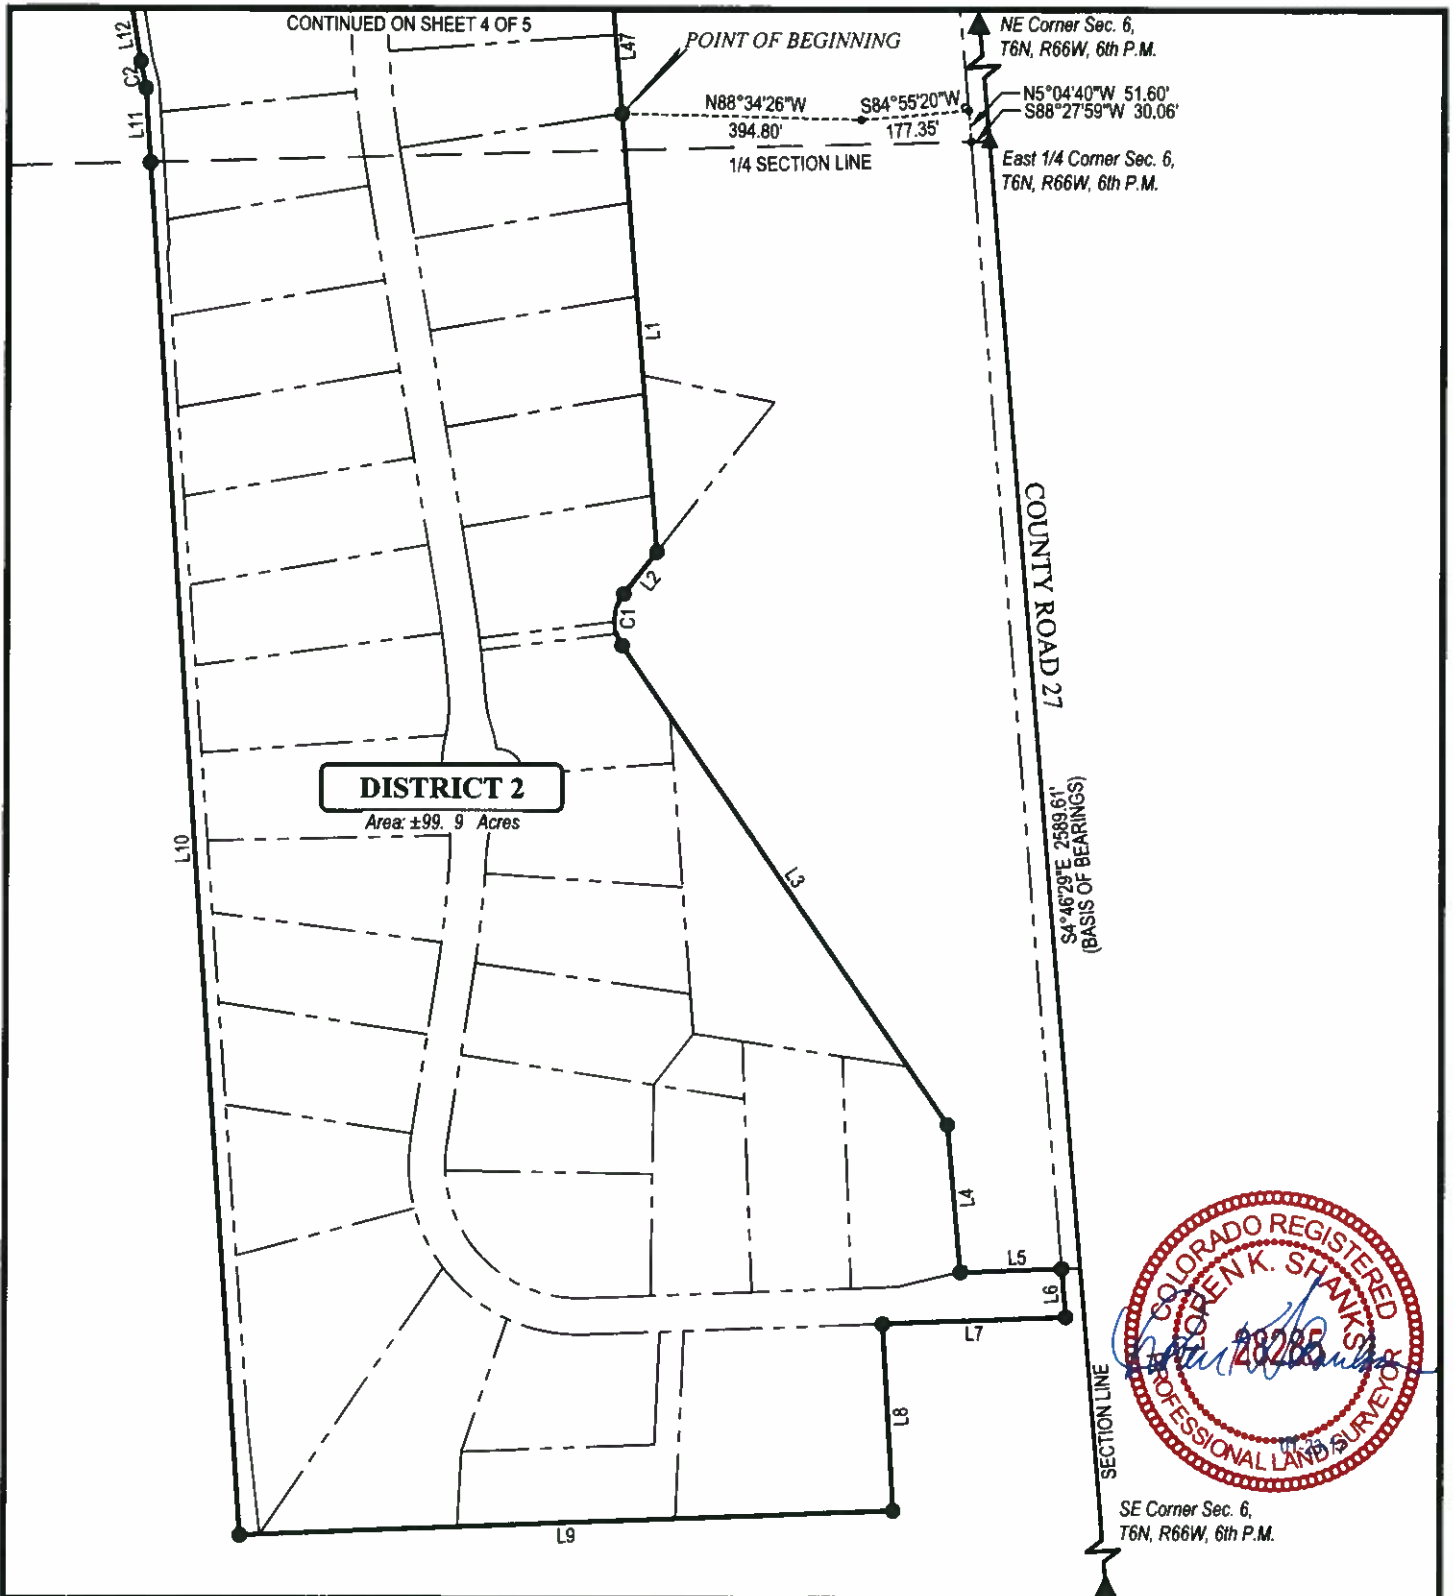 CONTINUED ON SHEET 4 OF 5
L12
C2
L11
L47
POINT OF BEGINNING
NE Corner Sec. 6,
T6N, R66W, 6th P.M.
N88°34'26"W
394.80'
S84°55'20"W
177.35'
N5°04'40"W 51.60'
S88°27'59"W 30.06'
1/4 SECTION LINE
East 1/4 Corner Sec. 6,
T6N, R66W, 6th P.M.
L1
L2
C1
COUNTY ROAD 27
S4°46'29"E 2589.61'
(BASIS OF BEARINGS)
DISTRICT 2
Area: ±99. 9 Acres
L10
L3
L4
L5
L6
L7
L8
L9
SECTION LINE
COLORADO REGISTERED
LOREN K. SHANKS
28285
PROFESSIONAL LAND SURVEYOR
SE Corner Sec. 6,
T6N, R66W, 6th P.M.